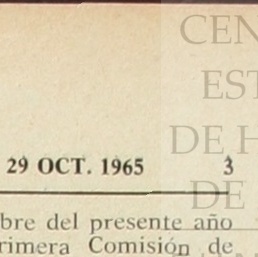 CEN
EST
DE H
DE
29 OCT. 1965 3
bre del presente año
rimera Comisión de